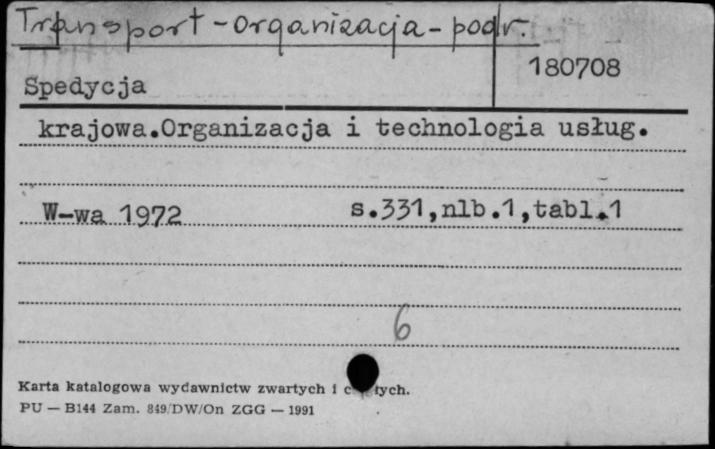 Transport-organizacja-podr.
180708
Spedycja
krajowa.Organizacja i technologia usług.
W-wa 1972 s.331,nlb.1,tabl.1
6
Karta katalogowa wydawnictw zwartych i
PU — B144 Zam. 849/DW/On ZGG — 1991